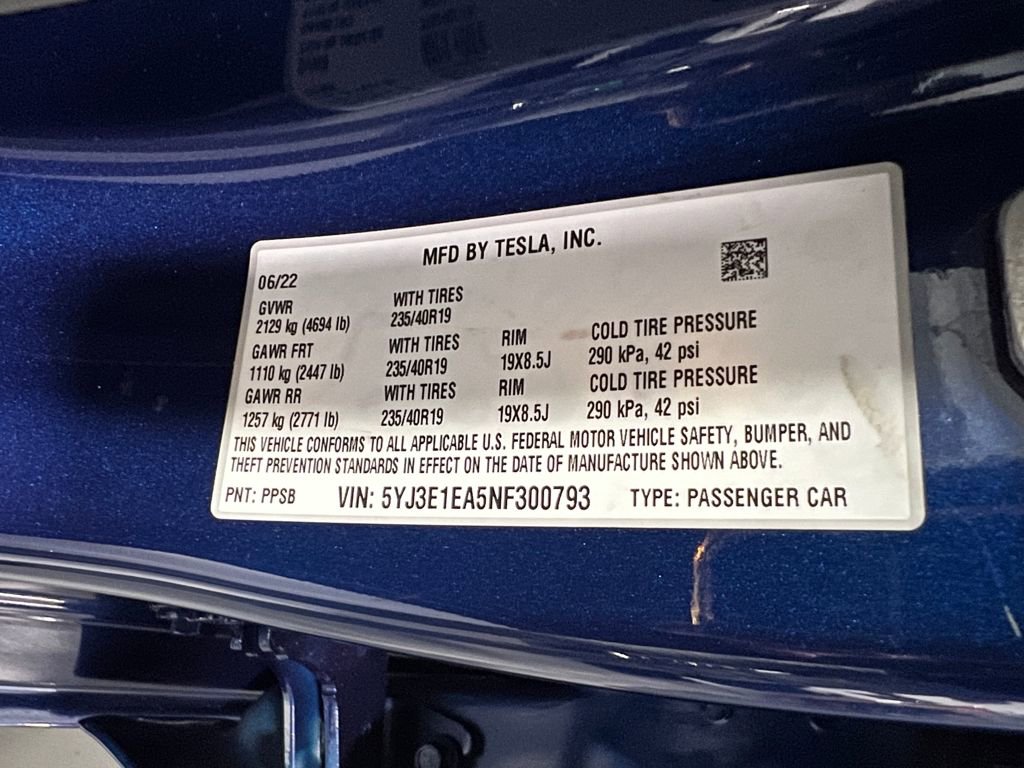 MFD BY TESLA, INC.
06/22
GVWR WITH TIRES
2129 kg (4694 lb) 235/40R19
GAWR FRT WITH TIRES RIM COLD TIRE PRESSURE
1110 kg (2447 lb) 235/40R19 19X8.5J 290 kPa, 42 psi
GAWR RR WITH TIRES RIM COLD TIRE PRESSURE
1257 kg (2771 lb) 235/40R19 19X8.5J 290 kPa, 42 psi
THIS VEHICLE CONFORMS TO ALL APPLICABLE U.S. FEDERAL MOTOR VEHICLE SAFETY, BUMPER, AND
THEFT PREVENTION STANDARDS IN EFFECT ON THE DATE OF MANUFACTURE SHOWN ABOVE.
PNT: PPSB VIN: 5YJ3E1EA5NF300793 TYPE: PASSENGER CAR